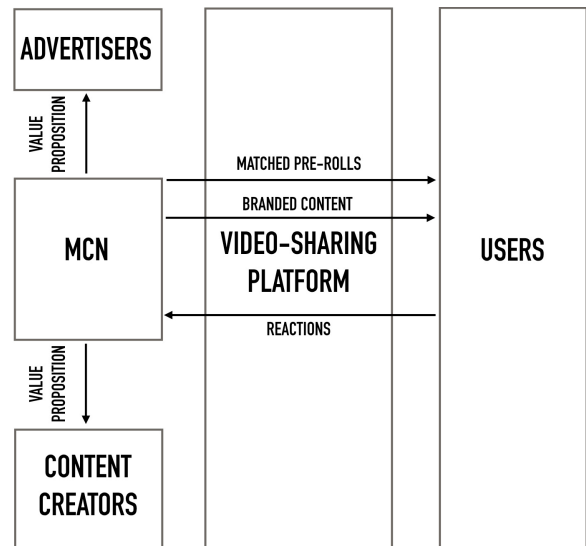 ADVERTISERS
VALUE
PROPOSITION
MATCHED PRE-ROLLS
BRANDED CONTENT
MCN
VIDEO-SHARING
PLATFORM
USERS
REACTIONS
VALUE
PROPOSITION
CONTENT
CREATORS